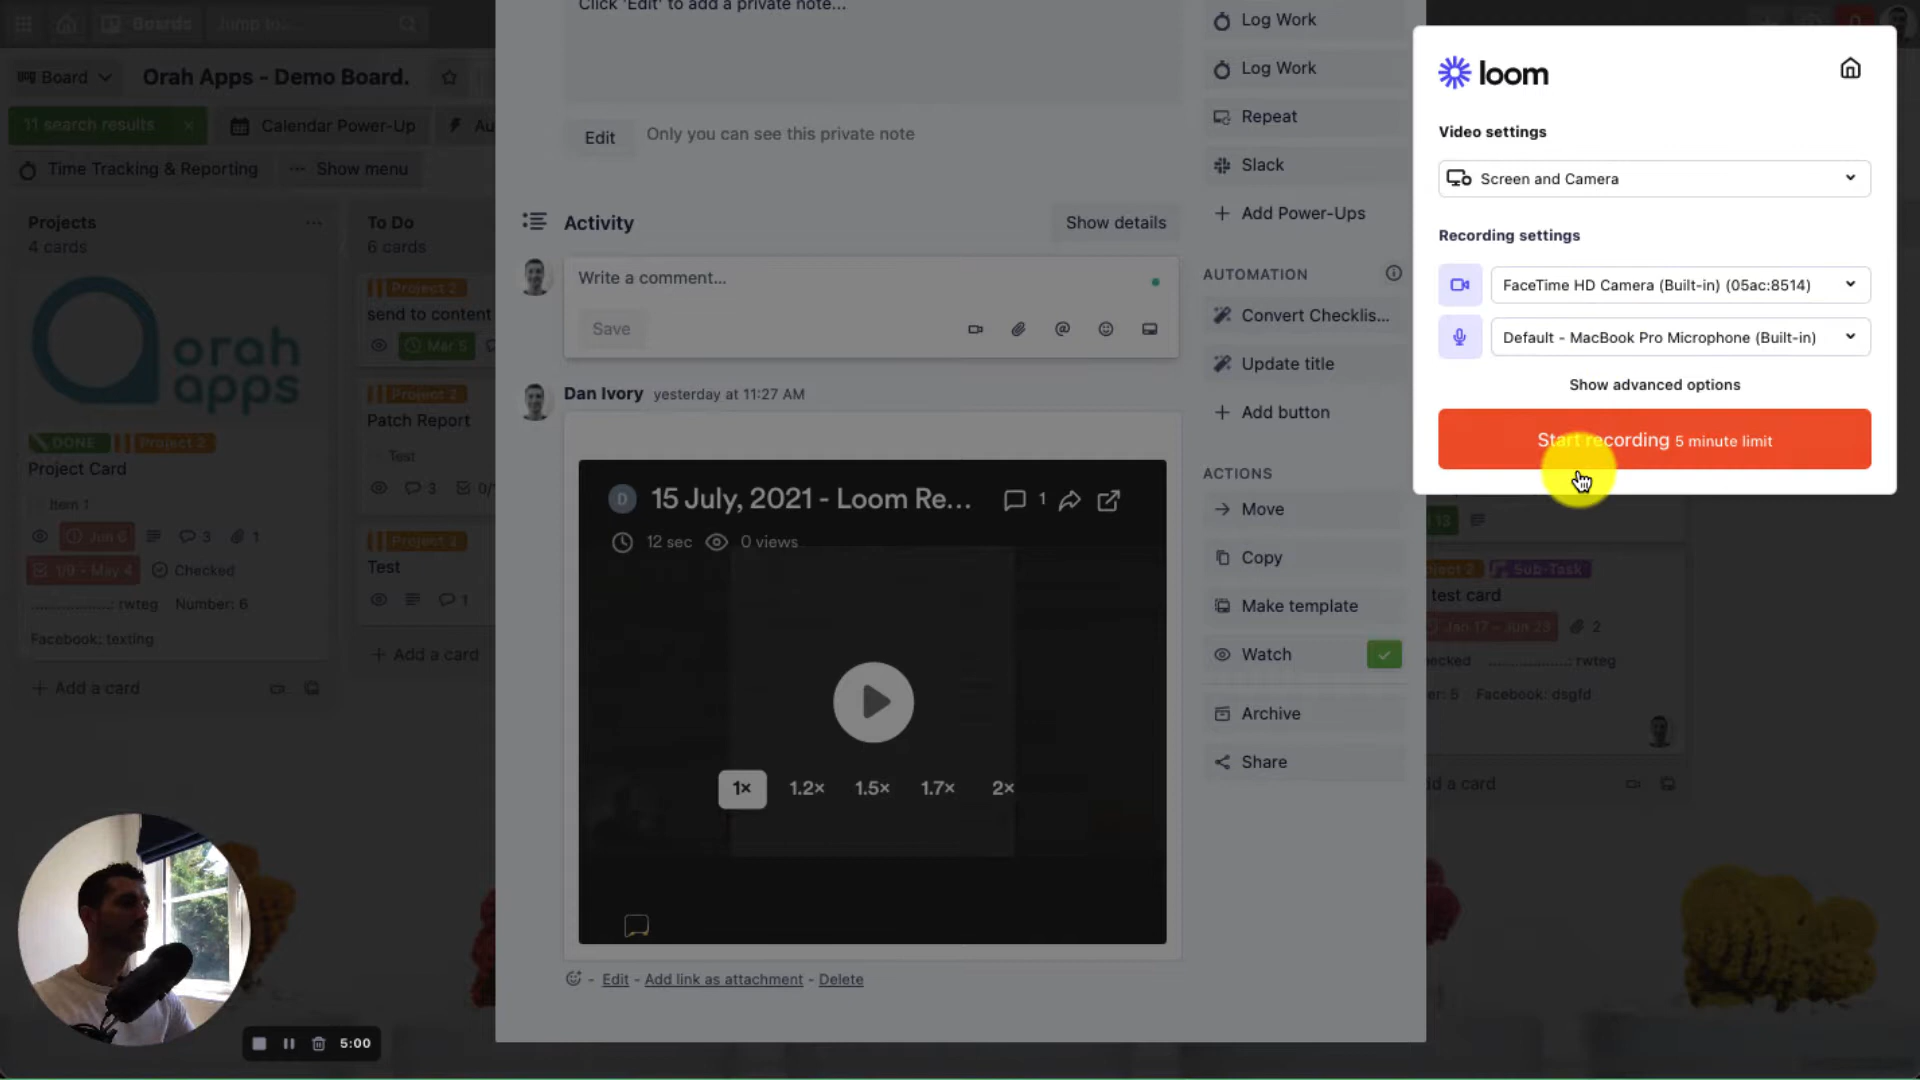 Boards
Jump to...
Board
Orah Apps - Demo Board.
11 search results ×
Calendar Power-Up
Time Tracking & Reporting
Show menu
Projects
4 cards
orah
apps
DONE
Project 2
Project Card
Item 1
Jun 6
3
1
1/9 - May 4
Checked
...................: rwteg Number: 6
Facebook: texting
+ Add a card
To Do
6 cards
Project 2
send to content
Mar 5
Project 2
Patch Report
Test
3
Project 2
Test
1
+ Add a card
Click 'Edit' to add a private note...
Edit
Only you can see this private note
Activity
Show details
Write a comment...
Save
Dan Ivory yesterday at 11:27 AM
D
15 July, 2021 - Loom Re...
1
12 sec
0 views
1× 1.2× 1.5× 1.7× 2×
- Edit - Add link as attachment - Delete
Log Work
Log Work
Repeat
Slack
+ Add Power-Ups
AUTOMATION
Convert Checklis...
Update title
+ Add button
ACTIONS
→ Move
Copy
Make template
Watch
Archive
Share
loom
Video settings
Screen and Camera
Recording settings
FaceTime HD Camera (Built-in) (05ac:8514)
Default - MacBook Pro Microphone (Built-in)
Show advanced options
Start recording 5 minute limit
13
Sub-Task
test card
Jan 17 - Jun 23
2
...................: rwteg
5 Facebook: dsgfd
card
5:00